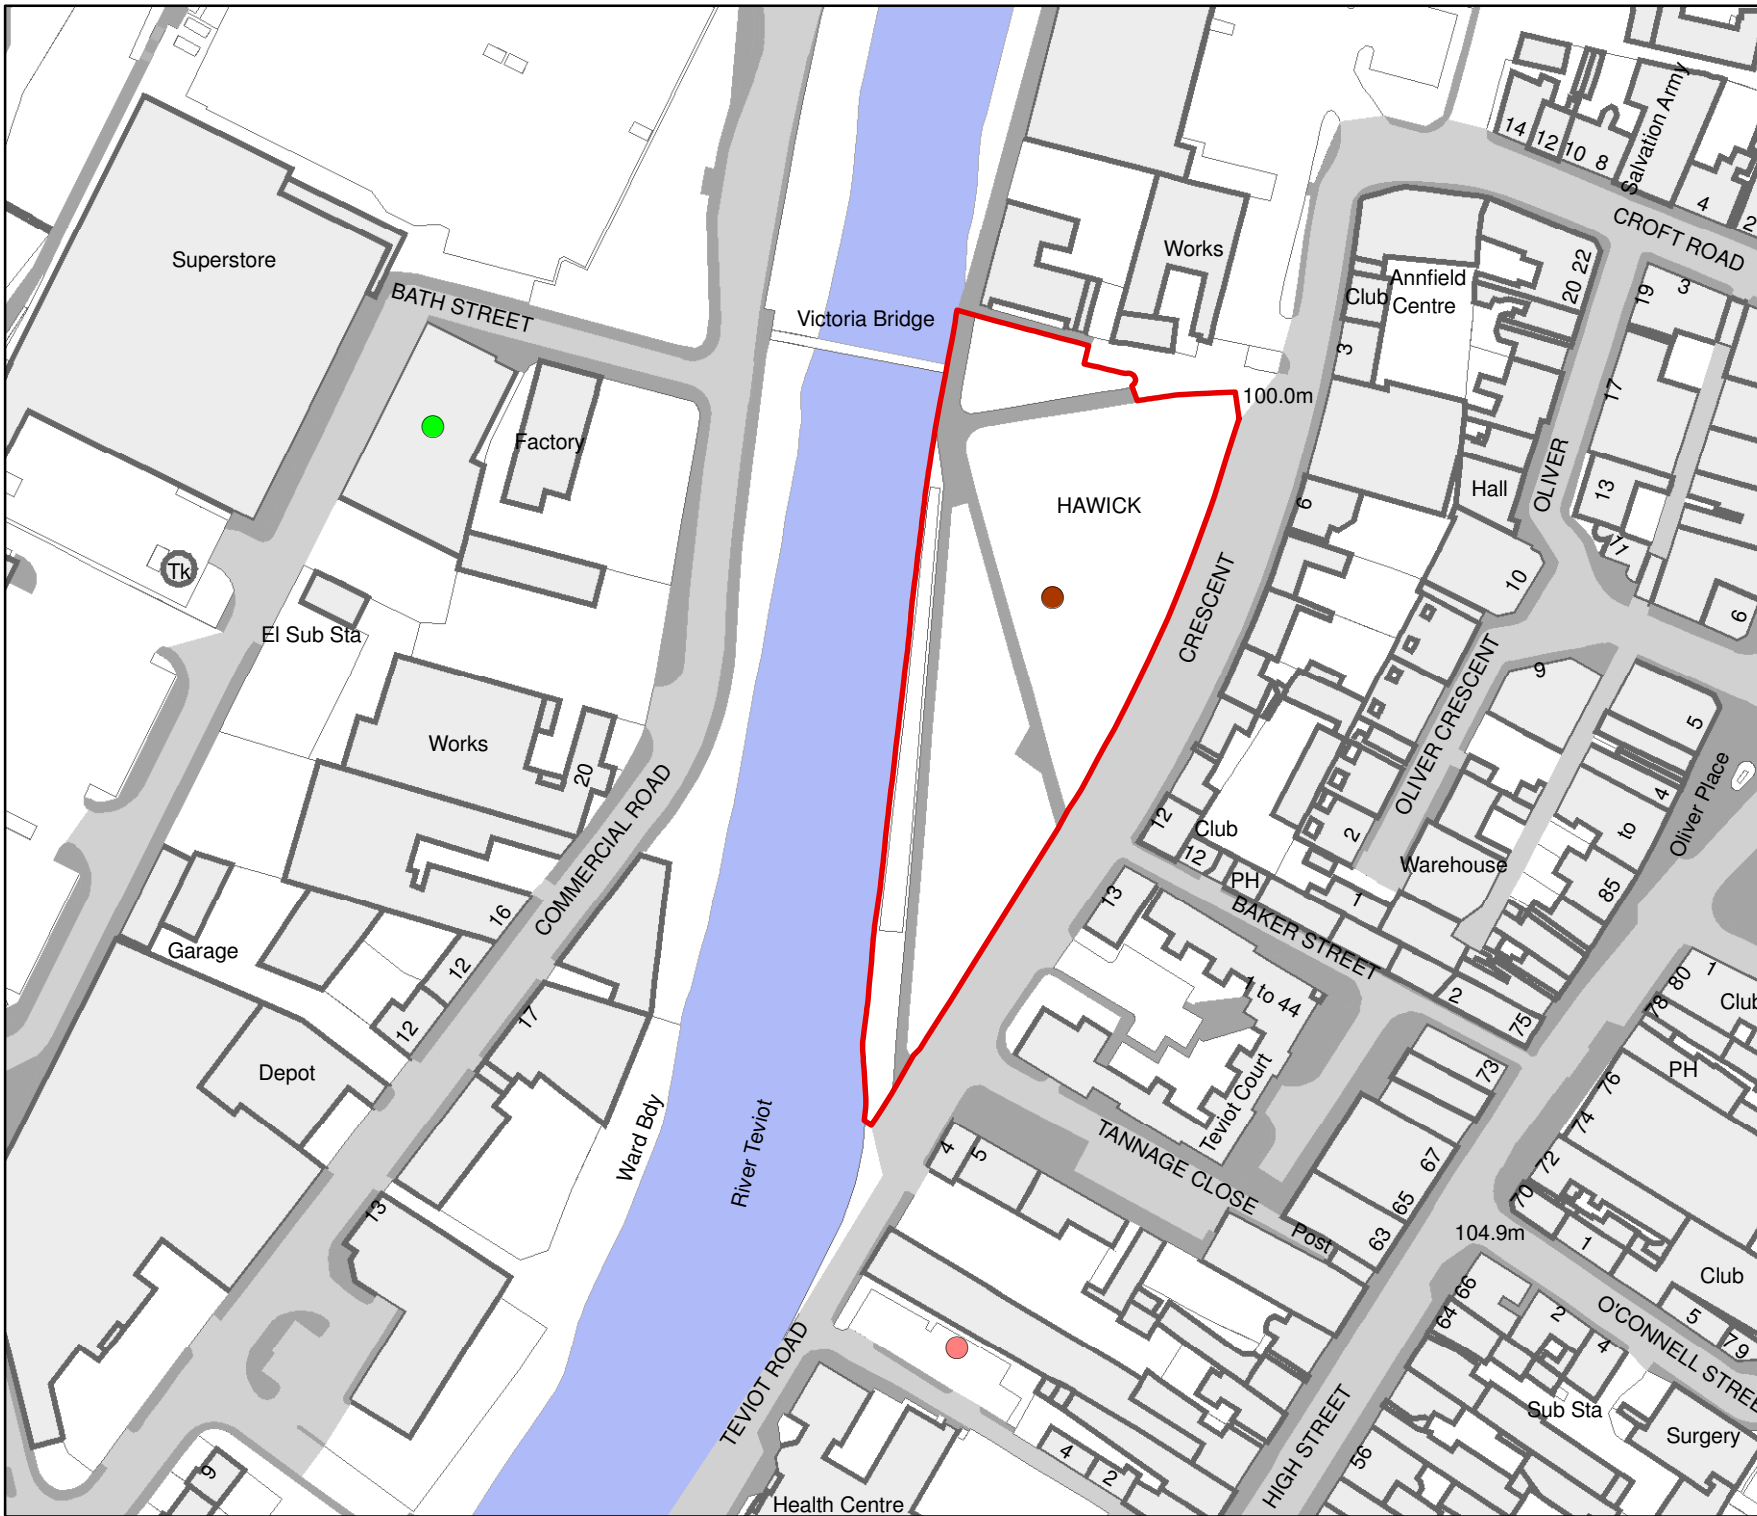 Superstore
BATH STREET
Victoria Bridge
Works
Salvation Army
14
12
10
8
4
2
CROFT ROAD
Annfield
Centre
Club
3
20 22
19
3
17
100.0m
Factory
HAWICK
6
Hall
OLIVER
13
11
10
6
Tk
El Sub Sta
CRESCENT
OLIVER CRESCENT
9
5
4
to
85
Oliver Place
Works
20
COMMERCIAL ROAD
12
Club
12
PH
2
1
Warehouse
BAKER STREET
13
16
Garage
12
12
17
1 to 44
2
75
80
1
78
Club
PH
76
74
72
70
73
Depot
Ward Bdy
River Teviot
Teviot Court
TANNAGE CLOSE
4
5
67
65
63
Post
104.9m
1
Club
13
66
64
2
4
5
7
9
O'CONNELL STREE
TEVIOT ROAD
HIGH STREET
Sub Sta
Surgery
56
9
4
2
Health Centre